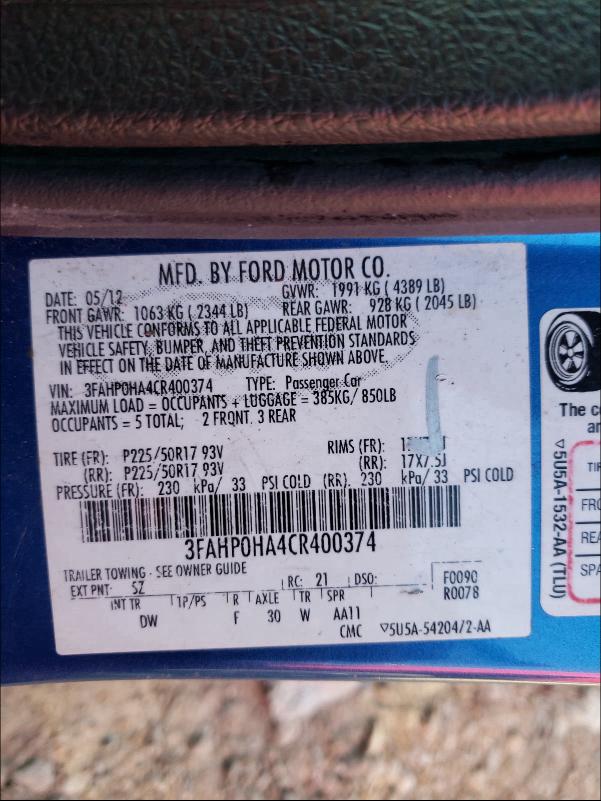 MFD. BY FORD MOTOR CO.
DATE: 05/12 GVWR: 1991 KG ( 4389 LB)
FRONT GAWR: 1063 KG ( 2344 LB) REAR GAWR: 928 KG ( 2045 LB)
THIS VEHICLE CONFORMS TO ALL APPLICABLE FEDERAL MOTOR
VEHICLE SAFETY, BUMPER, AND THEFT PREVENTION STANDARDS
IN EFFECT ON THE DATE OF MANUFACTURE SHOWN ABOVE.
VIN: 3FAHP0HA4CR400374 TYPE: Passenger Car
MAXIMUM LOAD = OCCUPANTS + LUGGAGE = 385KG/ 850LB
OCCUPANTS = 5 TOTAL; 2 FRONT. 3 REAR
TIRE (FR): P225/50R17 93V RIMS (FR):
(RR): P225/50R17 93V (RR): 17X7.5J
PRESSURE (FR): 230 kPa/ 33 PSI COLD (RR): 230 kPa/ 33 PSI COLD
3FAHP0HA4CR400374
TRAILER TOWING - SEE OWNER GUIDE
EXT PNT: SZ RC: 21 DSO: F0090
R0078
INT TR TP/PS R AXLE TR SPR
DW F 30 W AA11
CMC ▽5U5A-54204/2-AA
The co
an
▽5U5A-1532-AA (TLU)
TIR
FRO
REA
SPA